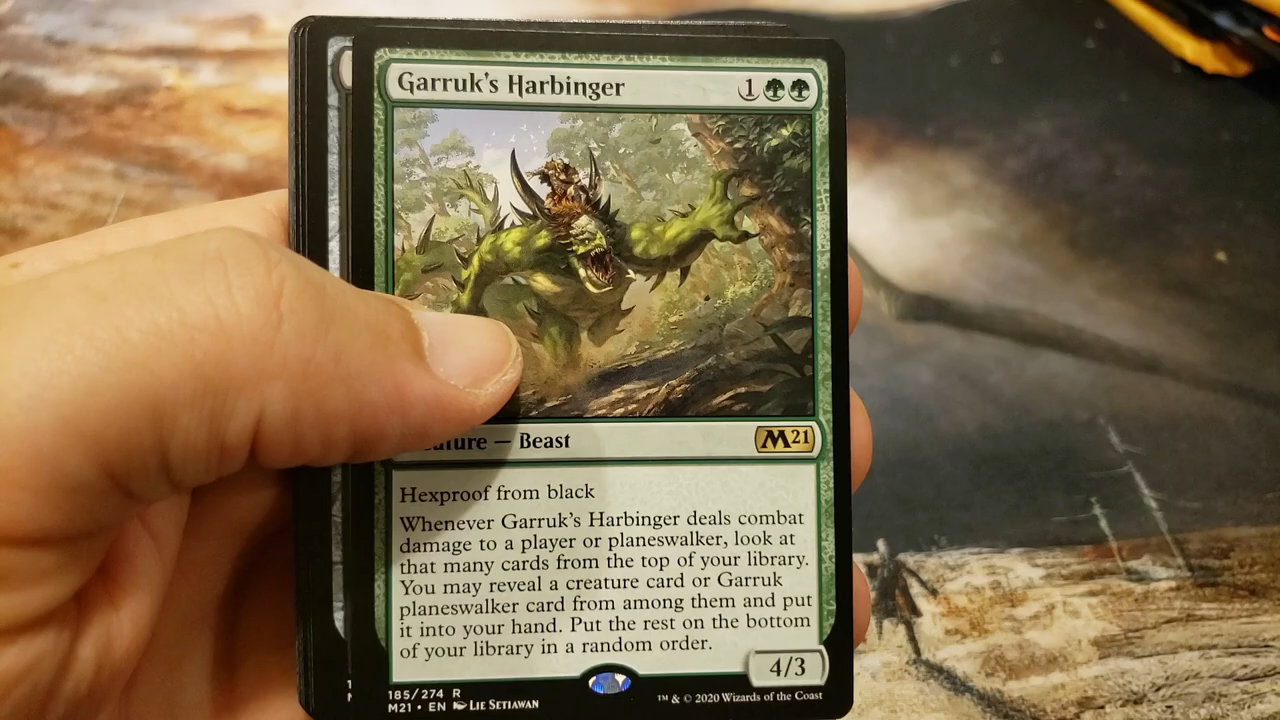 Garruk's Harbinger 1
— Beast M21
Hexproof from black
Whenever Garruk's Harbinger deals combat
damage to a player or planeswalker, look at
that many cards from the top of your library.
You may reveal a creature card or Garruk
planeswalker card from among them and put
it into your hand. Put the rest on the bottom
of your library in a random order.
4/3
185/274 R
M21 • EN LIE SETIAWAN
™ & © 2020 Wizards of the Coast